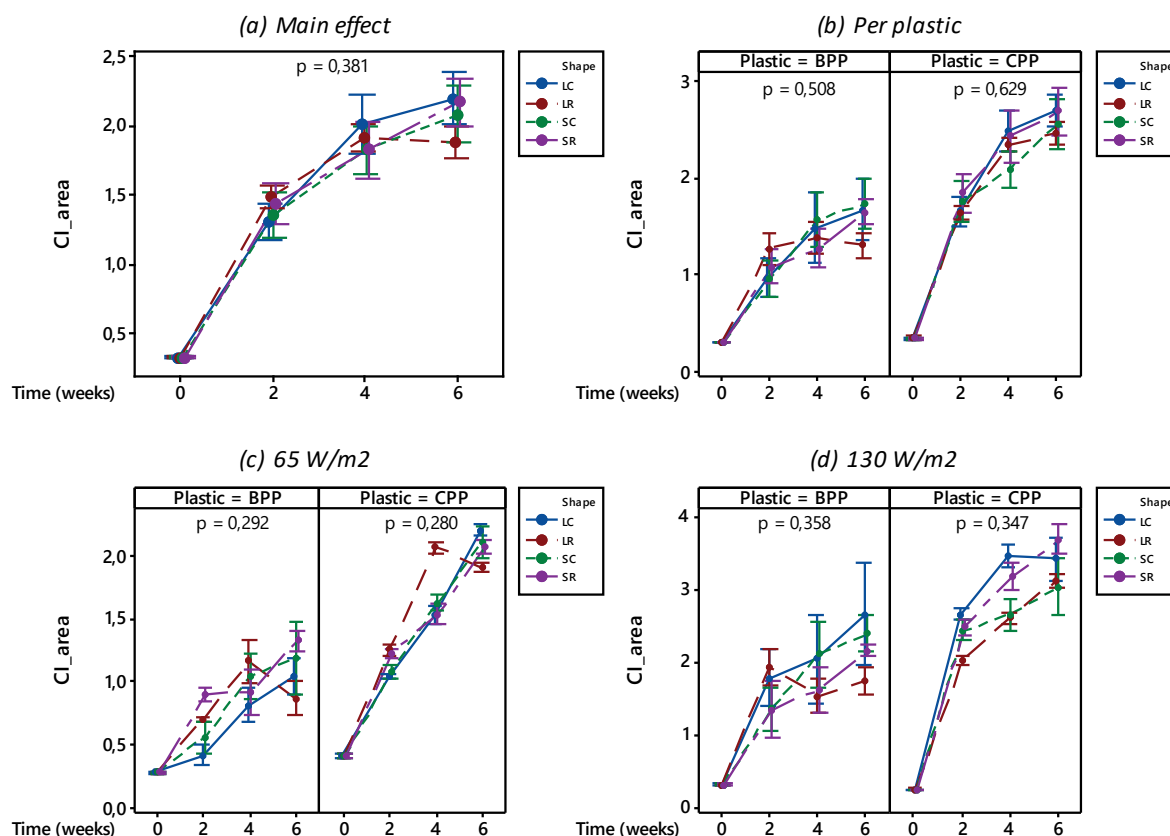 (a) Main effect
2,5
2,0
1,5
1,0
0,5
CI_area
p = 0,381
Time (weeks)
0 2 4 6
Shape
LC
LR
SC
SR
(b) Per plastic
Plastic = BPP Plastic = CPP
3
2
1
0
CI_area
p = 0,508 p = 0,629
Time (weeks)
0 2 4 6 0 2 4 6
Shape
LC
LR
SC
SR
(c) 65 W/m2
Plastic = BPP Plastic = CPP
2,0
1,5
1,0
0,5
0,0
CI_area
p = 0,292 p = 0,280
Time (weeks)
0 2 4 6 0 2 4 6
Shape
LC
LR
SC
SR
(d) 130 W/m2
Plastic = BPP Plastic = CPP
4
3
2
1
0
CI_area
p = 0,358 p = 0,347
Time (weeks)
0 2 4 6 0 2 4 6
Shape
LC
LR
SC
SR